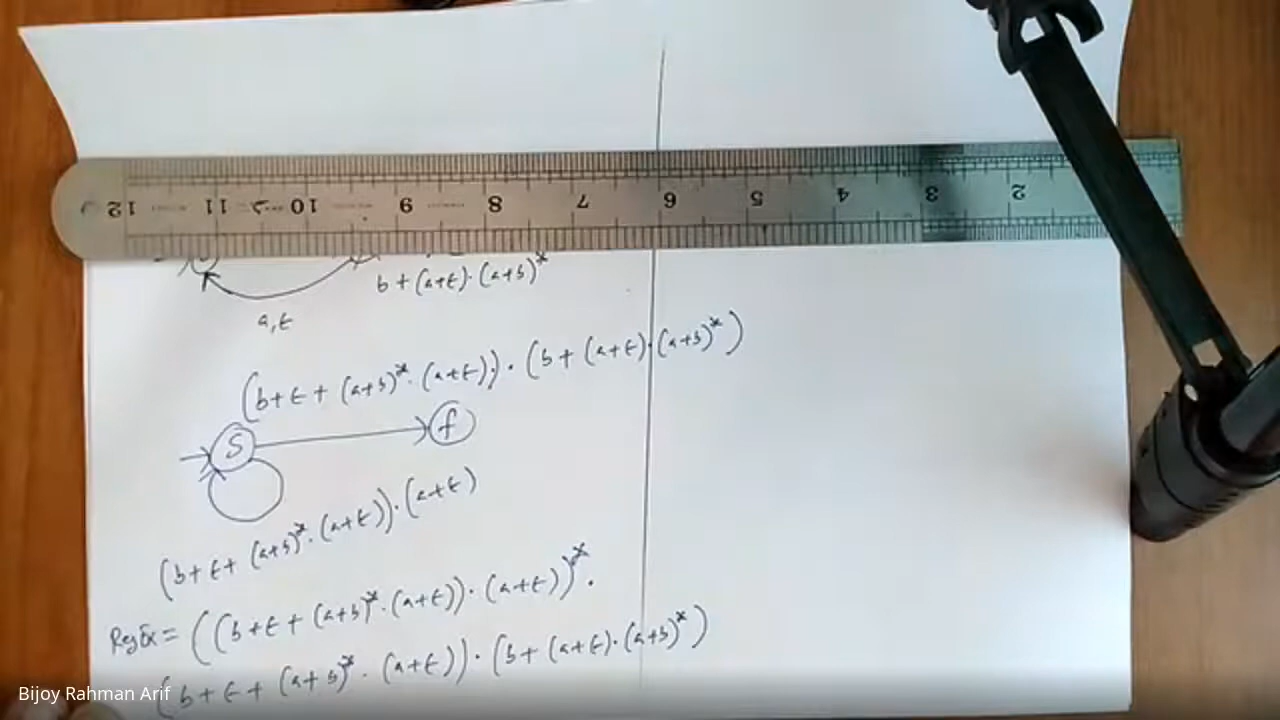 12 11 10 9 8 7 6 5 4 3 2
b + (a+ε). (a+b)*
a, ε
(b+ε + (a+b)*. (a+ε)) . (b + (a+ε).(a+b)*)
S f
(b+ε+ (a+b)*. (a+ε)).(a+ε)
RegEx = ((b+ε+ (a+b)*. (a+ε)). (a+ε))* .
(b+ε+ (a+b)* . (a+ε)) . (b+ (a+ε).(a+b)*)
Bijoy Rahman Arif